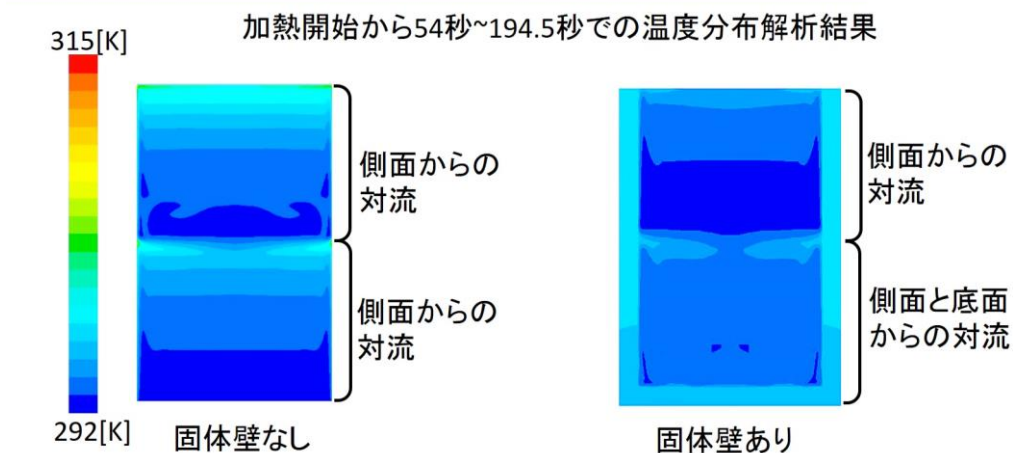 加熱開始から54秒~194.5秒での温度分布解析結果
315[K]
側面からの
対流
側面からの
対流
292[K]
固体壁なし
側面からの
対流
側面と底面
からの対流
固体壁あり